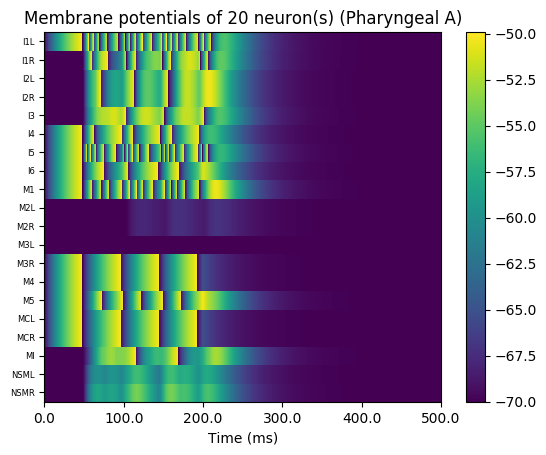 Membrane potentials of 20 neuron(s) (Pharyngeal A)
I1L
I1R
I2L
I2R
I3
I4
I5
I6
M1
M2L
M2R
M3L
M3R
M4
M5
MCL
MCR
MI
NSML
NSMR
0.0 100.0 200.0 300.0 400.0 500.0
Time (ms)
−50.0
−52.5
−55.0
−57.5
−60.0
−62.5
−65.0
−67.5
−70.0